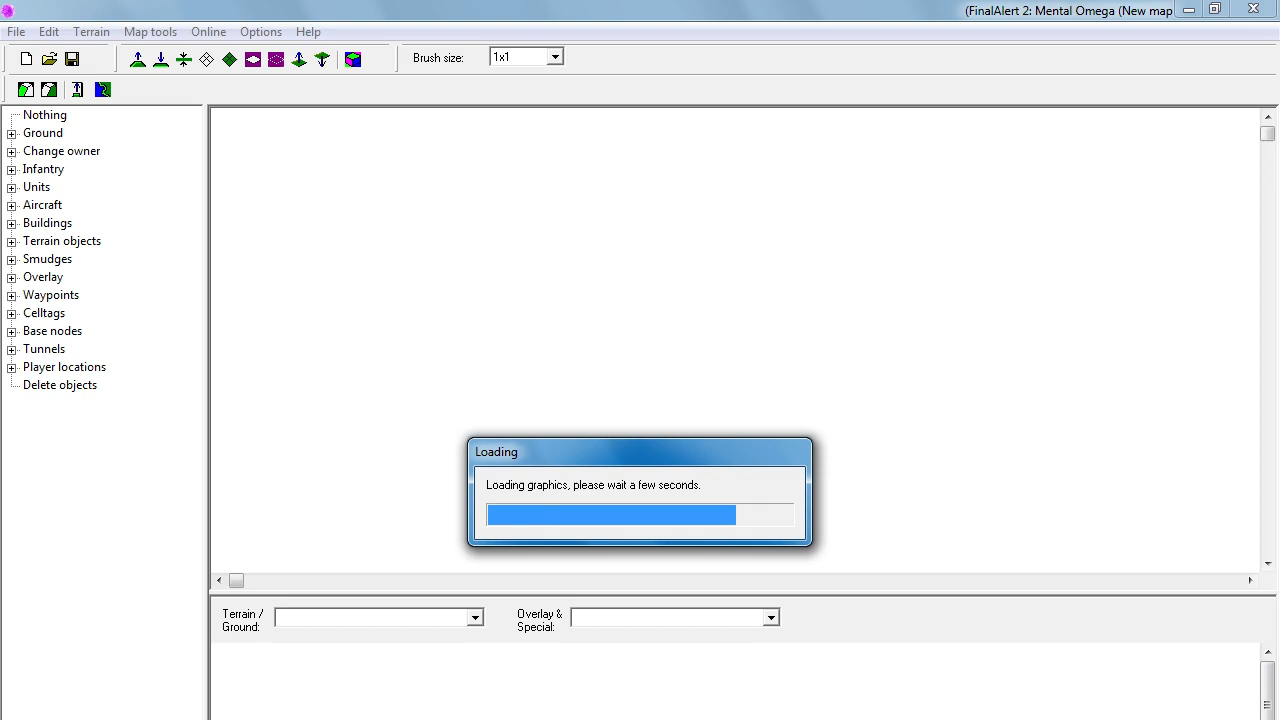 (FinalAlert 2: Mental Omega (New map
File Edit Terrain Map tools Online Options Help
Brush size: 1x1
Nothing
Ground
Change owner
Infantry
Units
Aircraft
Buildings
Terrain objects
Smudges
Overlay
Waypoints
Celltags
Base nodes
Tunnels
Player locations
Delete objects
Loading
Loading graphics, please wait a few seconds.
Terrain / Overlay &
Ground: Special: